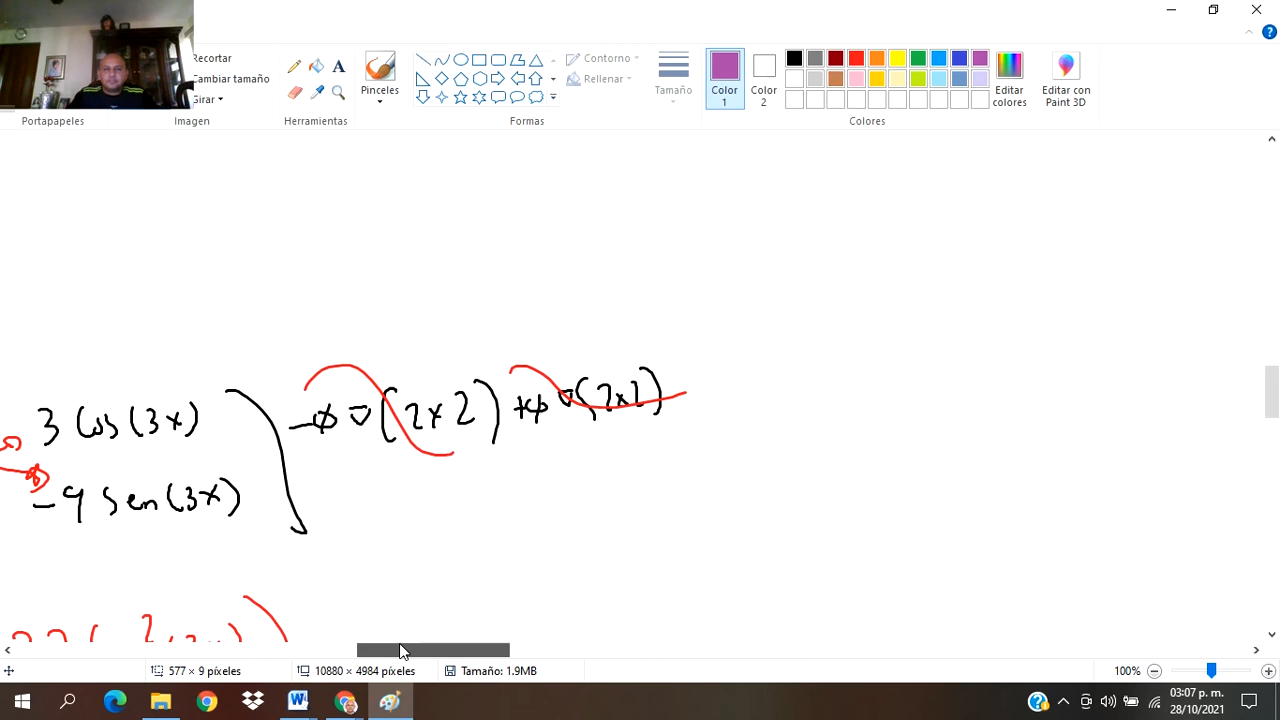 Recortar
Cambiar tamaño
Girar
Portapapeles
Imagen
Herramientas
Pinceles
Contorno
Rellenar
Formas
Tamaño
Color 1
Color 2
Editar colores
Editar con Paint 3D
Colores
3 Cos(3x)
-9 Sen(3x)
-ϕ ▽ (2x2) +ϕ ▽(2x2)
577 × 9 píxeles
10880 × 4984 píxeles
Tamaño: 1.9MB
100%
03:07 p. m.
28/10/2021